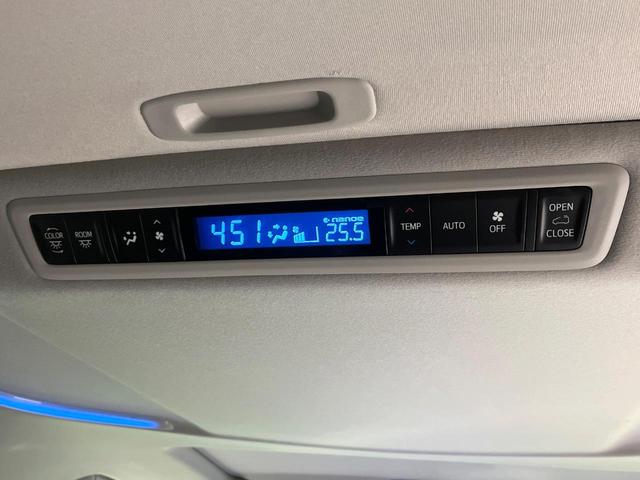 COLOR
ROOM
451
nanoe
25.5
TEMP
AUTO
OFF
OPEN
CLOSE